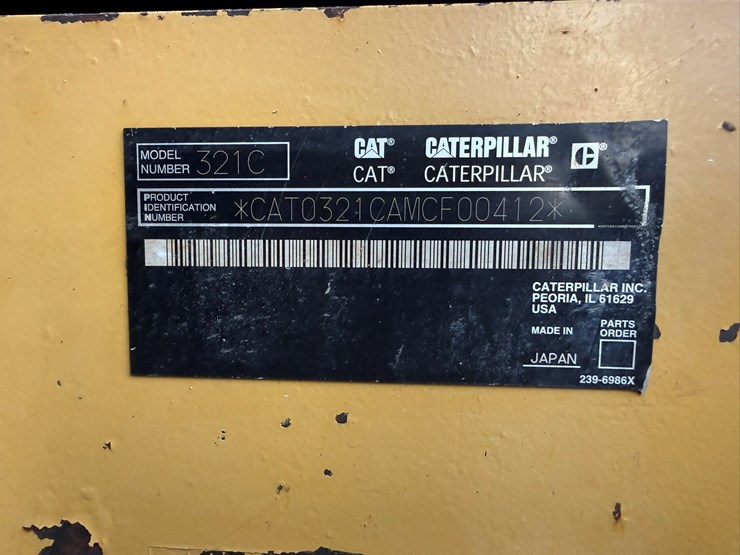 MODEL NUMBER 321C
CAT® CATERPILLAR®
CAT® CATERPILLAR®
PRODUCT
IDENTIFICATION
NUMBER
*CAT0321CAMCF00412*
CATERPILLAR INC.
PEORIA, IL 61629
USA
MADE IN
JAPAN
PARTS
ORDER
239-6986X